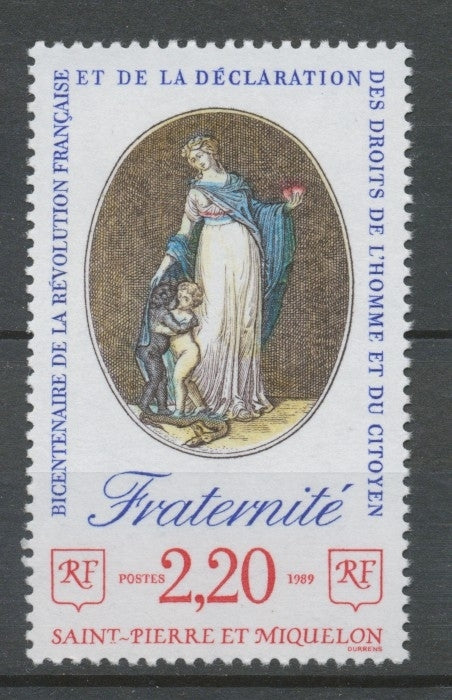 BICENTENAIRE DE LA RÉVOLUTION FRANÇAISE
ET DE LA DÉCLARATION
DES DROITS DE L'HOMME ET DU CITOYEN
Fraternité
RF POSTES 2,20 1989 RF
SAINT-PIERRE ET MIQUELON
DURRENS